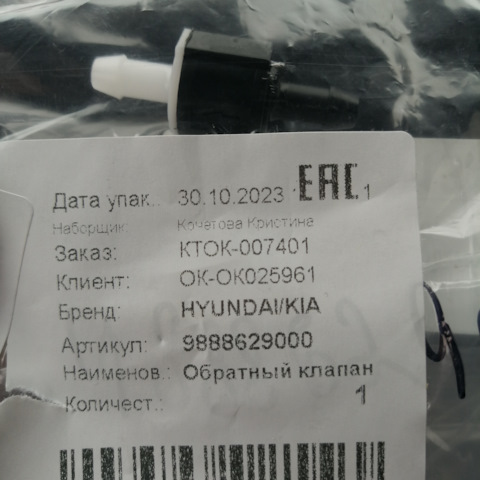 Дата упак.. 30.10.2023 EAC 1
Наборщик: Кочетова Кристина
Заказ: КТОК-007401
Клиент: ОК-ОК025961
Бренд: HYUNDAI/KIA
Артикул: 9888629000
Наименов.: Обратный клапан
Количест.: 1